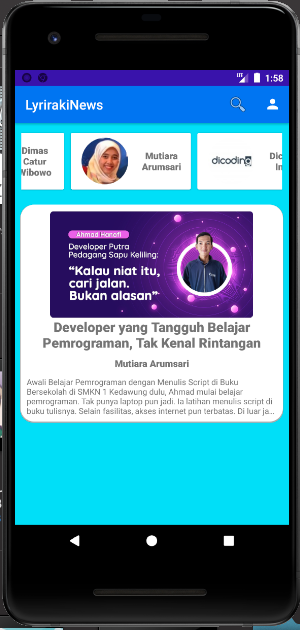 1:58
LyrirakiNews
Dimas
Catur
Wibowo
Mutiara
Arumsari
dicoding
Dic
In
Ahmad Hanafi
Developer Putra
Pedagang Sapu Keliling:
“Kalau niat itu,
cari jalan.
Bukan alasan”
Developer yang Tangguh Belajar
Pemrograman, Tak Kenal Rintangan
Mutiara Arumsari
Awali Belajar Pemrograman dengan Menulis Script di Buku
Bersekolah di SMKN 1 Kedawung dulu, Ahmad mulai belajar
pemrograman. Tak punya laptop pun jadi. Ia latihan menulis script di
buku tulisnya. Selain fasilitas, akses internet pun terbatas. Di luar ja...